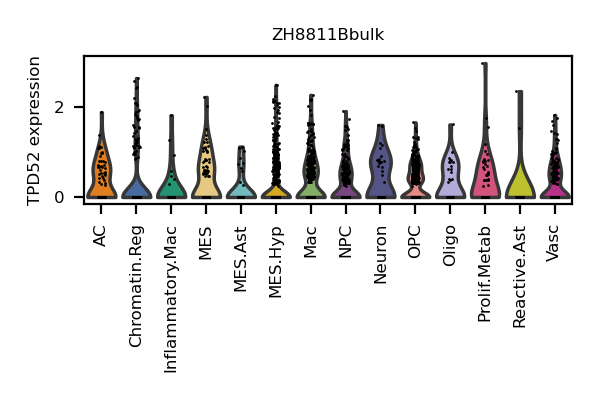 ZH8811Bbulk
TPD52 expression
2
0
AC
Chromatin.Reg
Inflammatory.Mac
MES
MES.Ast
MES.Hyp
Mac
NPC
Neuron
OPC
Oligo
Prolif.Metab
Reactive.Ast
Vasc